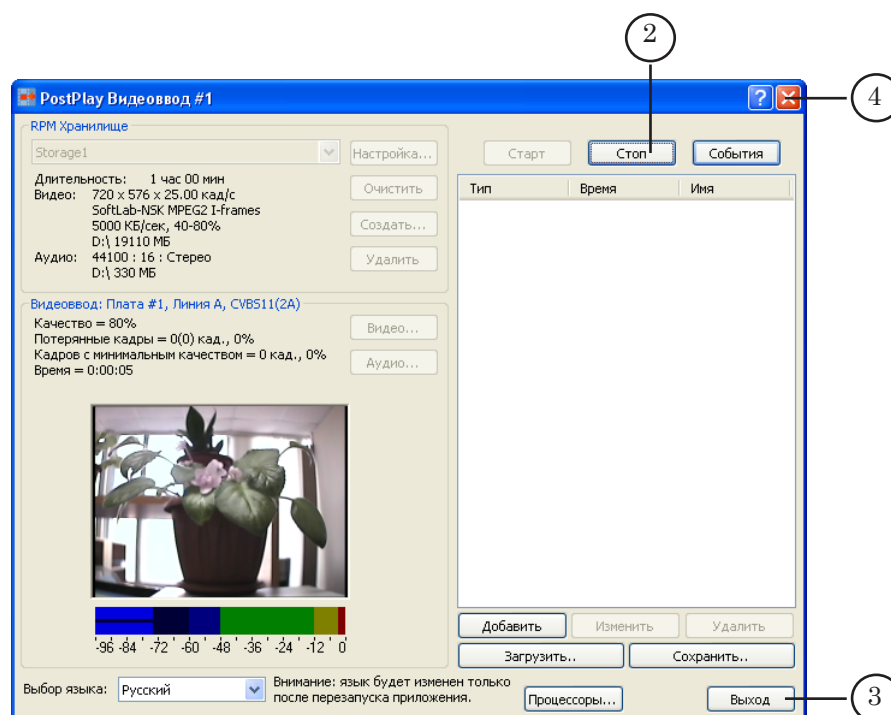 2
PostPlay Видеоввод #1
4
RPM Хранилище
Storage1
Настройка...
Длительность: 1 час 00 мин
Видео: 720 x 576 x 25.00 кад/с
SoftLab-NSK MPEG2 I-frames
5000 КБ/сек, 40-80%
D:\ 19110 МБ
Аудио: 44100 : 16 : Стерео
D:\ 330 МБ
Очистить
Создать...
Удалить
Видеоввод: Плата #1, Линия A, CVBS11(2A)
Качество = 80%
Потерянные кадры = 0(0) кад., 0%
Кадров с минимальным качеством = 0 кад., 0%
Время = 0:00:05
Видео...
Аудио...
-96 -84 -72 -60 -48 -36 -24 -12 0
Выбор языка: Русский
Внимание: язык будет изменен только
после перезапуска приложения.
Старт Стоп События
Тип Время Имя
Добавить Изменить Удалить
Загрузить.. Сохранить..
Процессоры... Выход
3